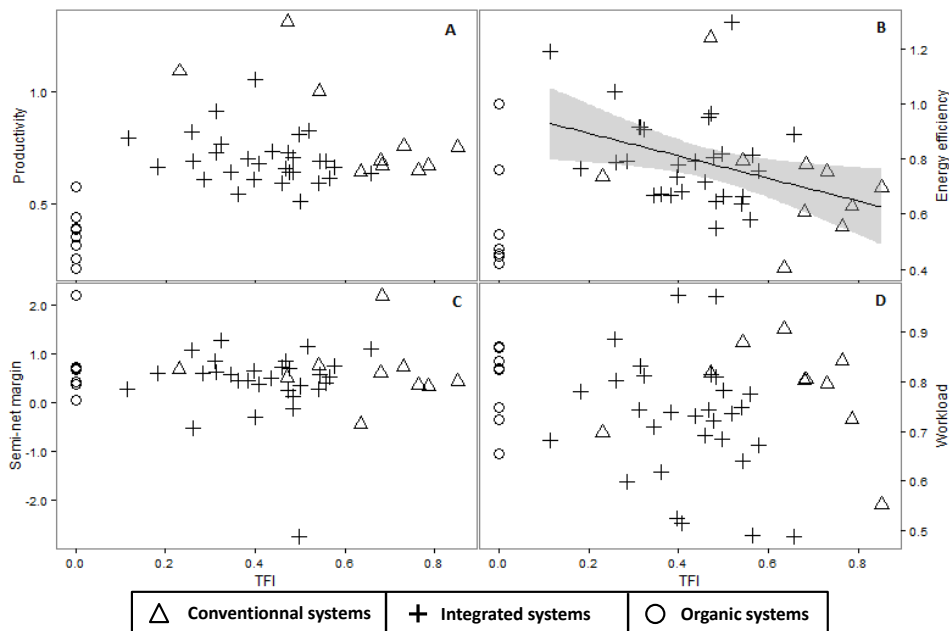 A
B
Productivity
1.0
0.5
Energy efficiency
1.2
1.0
0.8
0.6
0.4
C
D
Semi-net margin
2.0
1.0
0.0
-1.0
-2.0
Workload
0.9
0.8
0.7
0.6
0.5
0.0 0.2 0.4 0.6 0.8
TFI
0.0 0.2 0.4 0.6 0.8
TFI
Conventionnal systems
Integrated systems
Organic systems